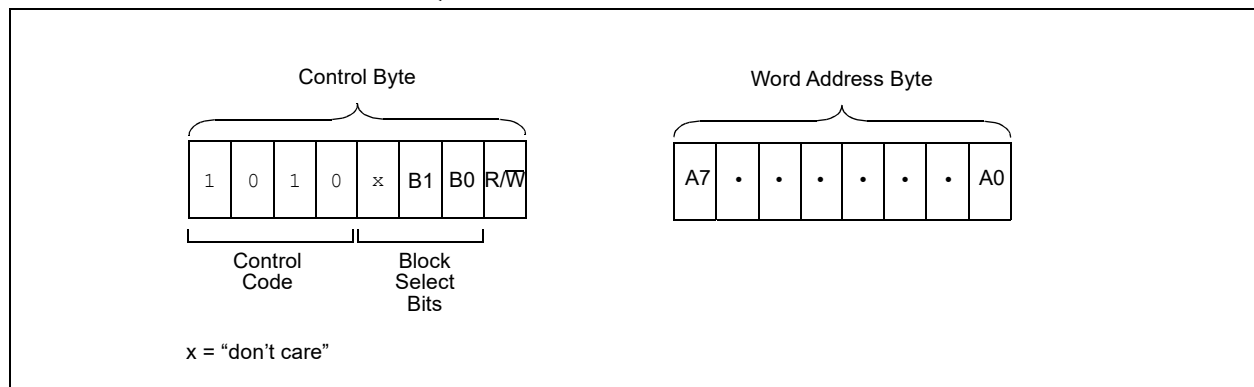 Control Byte
Word Address Byte
1 0 1 0 x B1 B0 R/W̅
A7 • • • • • • A0
Control
Code
Block
Select
Bits
x = “don’t care”